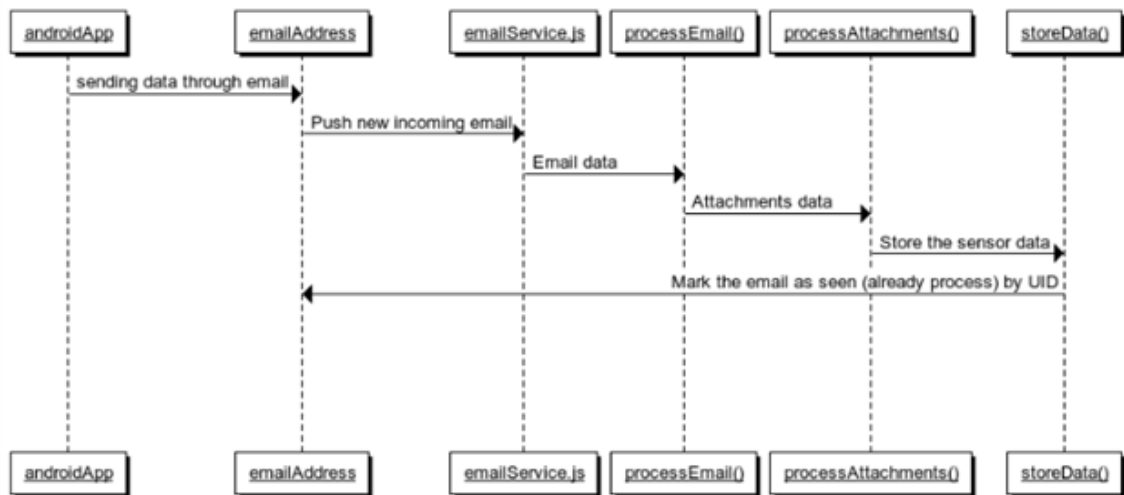 androidApp emailAddress emailService.js processEmail() processAttachments() storeData()
sending data through email
Push new incoming email
Email data
Attachments data
Store the sensor data
Mark the email as seen (already process) by UID
androidApp emailAddress emailService.js processEmail() processAttachments() storeData()